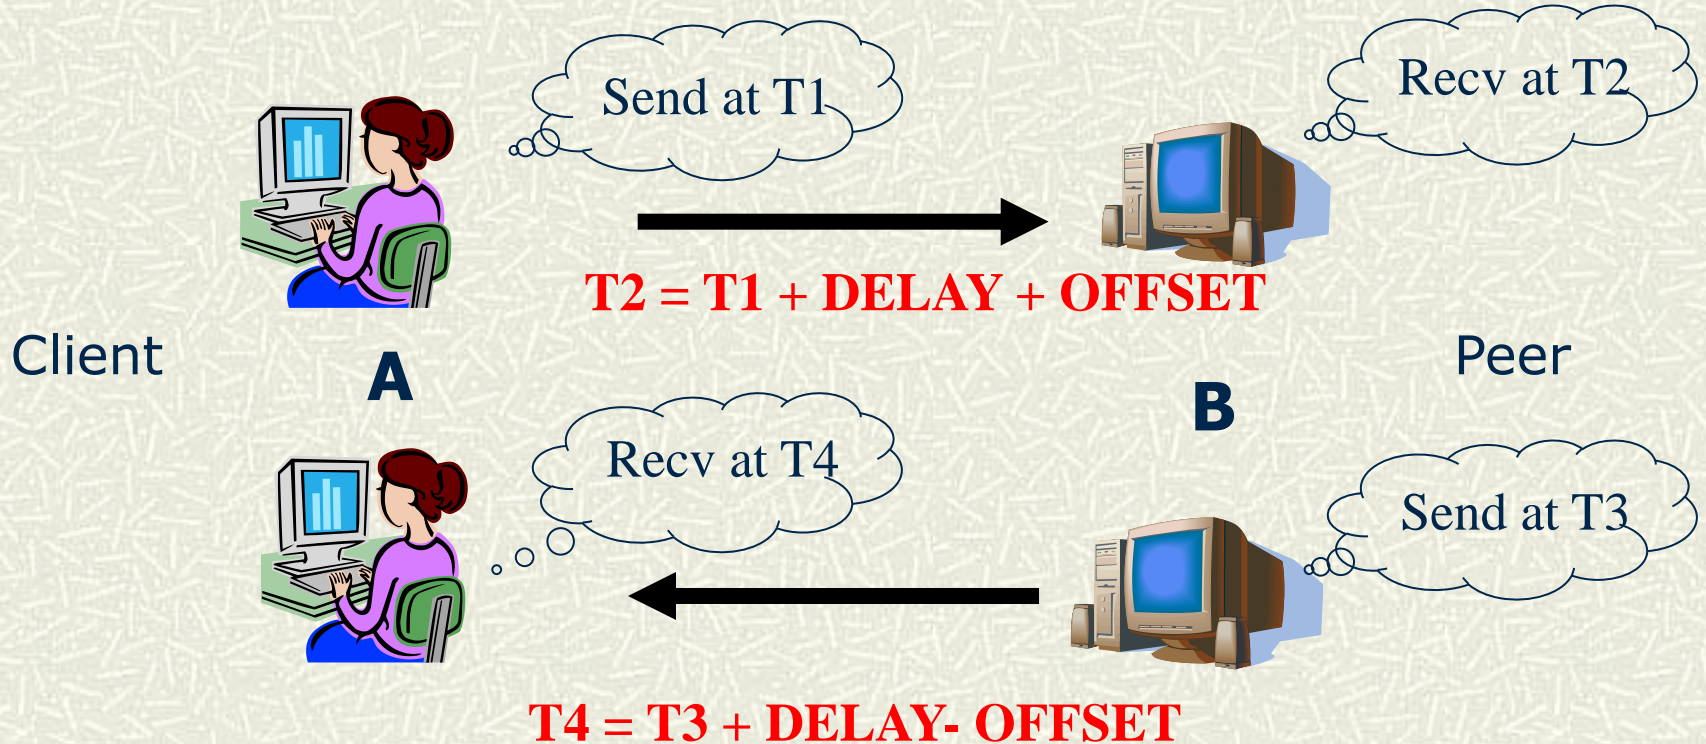 Send at T1
Recv at T2
T2 = T1 + DELAY + OFFSET
Client
A
B
Peer
Recv at T4
Send at T3
T4 = T3 + DELAY- OFFSET